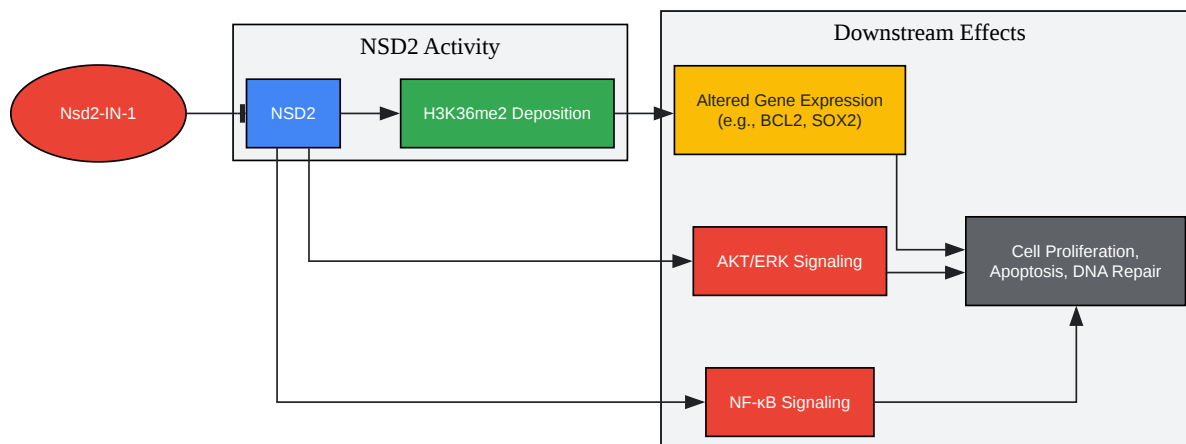 NSD2 Activity
Downstream Effects
Nsd2-IN-1
NSD2
H3K36me2 Deposition
Altered Gene Expression
(e.g., BCL2, SOX2)
AKT/ERK Signaling
Cell Proliferation,
Apoptosis, DNA Repair
NF-κB Signaling